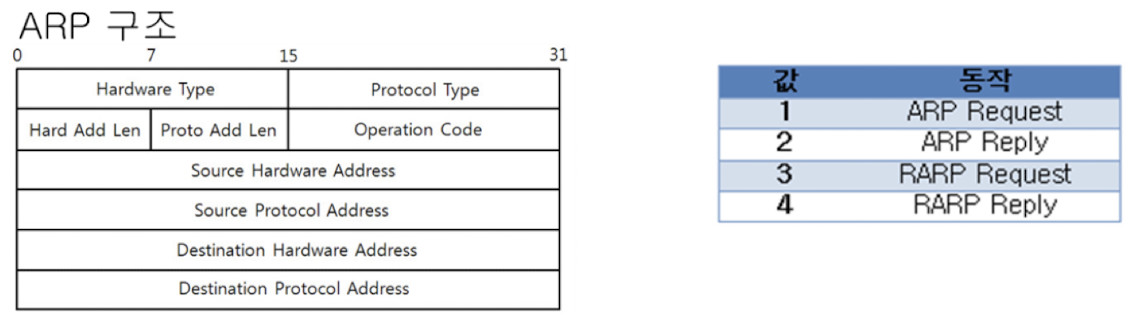 ARP 구조
0 7 15 31
Hardware Type Protocol Type
Hard Add Len Proto Add Len Operation Code
Source Hardware Address
Source Protocol Address
Destination Hardware Address
Destination Protocol Address
값 동작
1 ARP Request
2 ARP Reply
3 RARP Request
4 RARP Reply